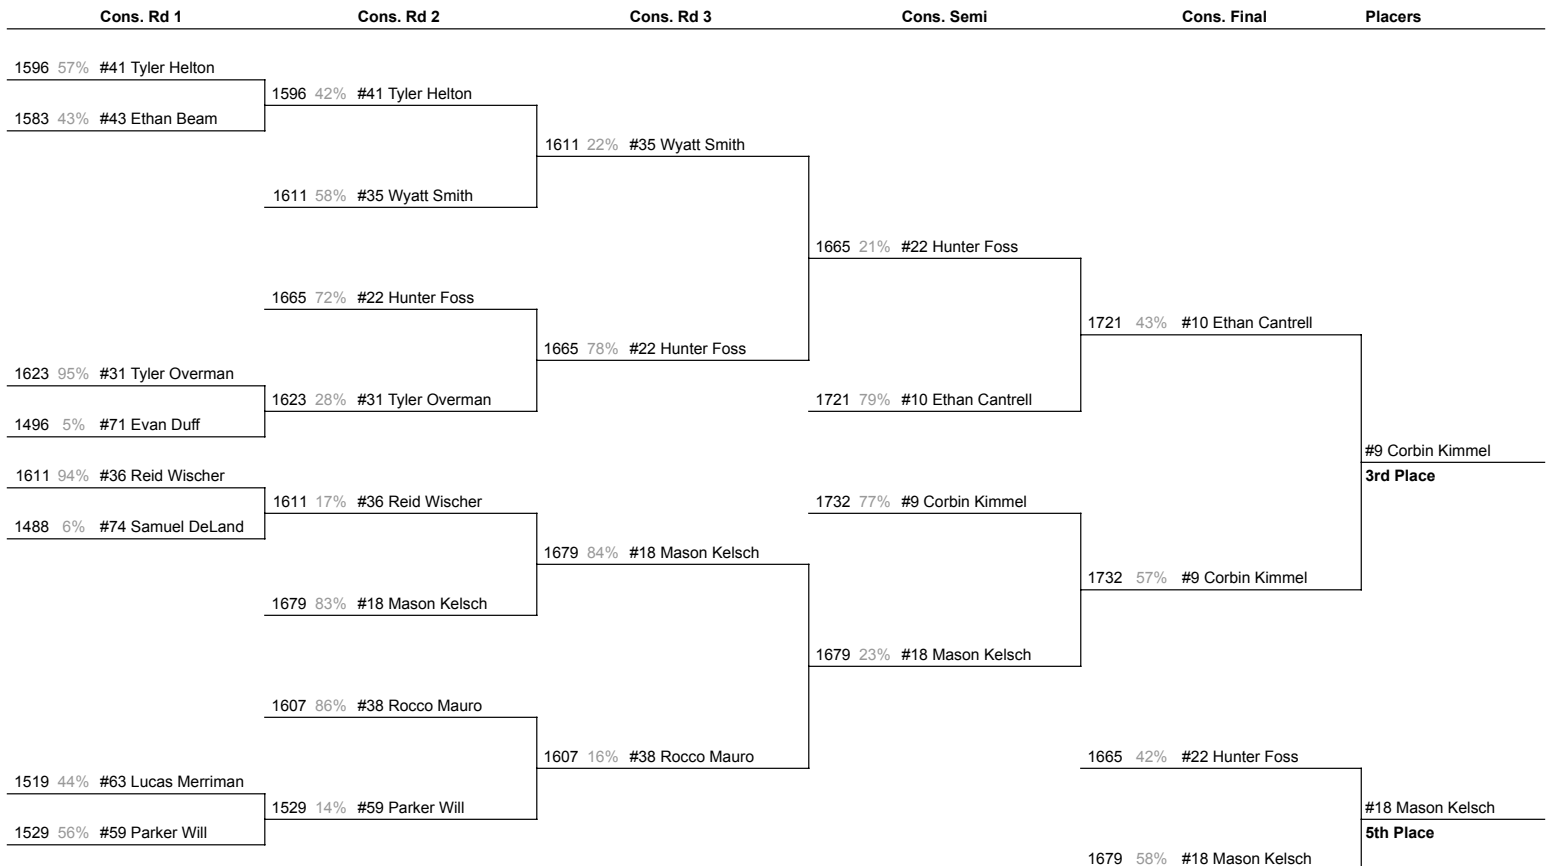 Cons. Rd 1 Cons. Rd 2 Cons. Rd 3 Cons. Semi Cons. Final Placers
1596 57% #41 Tyler Helton
1596 42% #41 Tyler Helton
1583 43% #43 Ethan Beam
1611 22% #35 Wyatt Smith
1611 58% #35 Wyatt Smith
1665 21% #22 Hunter Foss
1665 72% #22 Hunter Foss
1721 43% #10 Ethan Cantrell
1665 78% #22 Hunter Foss
1623 95% #31 Tyler Overman
1623 28% #31 Tyler Overman
1721 79% #10 Ethan Cantrell
1496 5% #71 Evan Duff
#9 Corbin Kimmel
1611 94% #36 Reid Wischer
3rd Place
1611 17% #36 Reid Wischer
1732 77% #9 Corbin Kimmel
1488 6% #74 Samuel DeLand
1679 84% #18 Mason Kelsch
1732 57% #9 Corbin Kimmel
1679 83% #18 Mason Kelsch
1679 23% #18 Mason Kelsch
1607 86% #38 Rocco Mauro
1607 16% #38 Rocco Mauro
1665 42% #22 Hunter Foss
1519 44% #63 Lucas Merriman
1529 14% #59 Parker Will
#18 Mason Kelsch
1529 56% #59 Parker Will
5th Place
1679 58% #18 Mason Kelsch